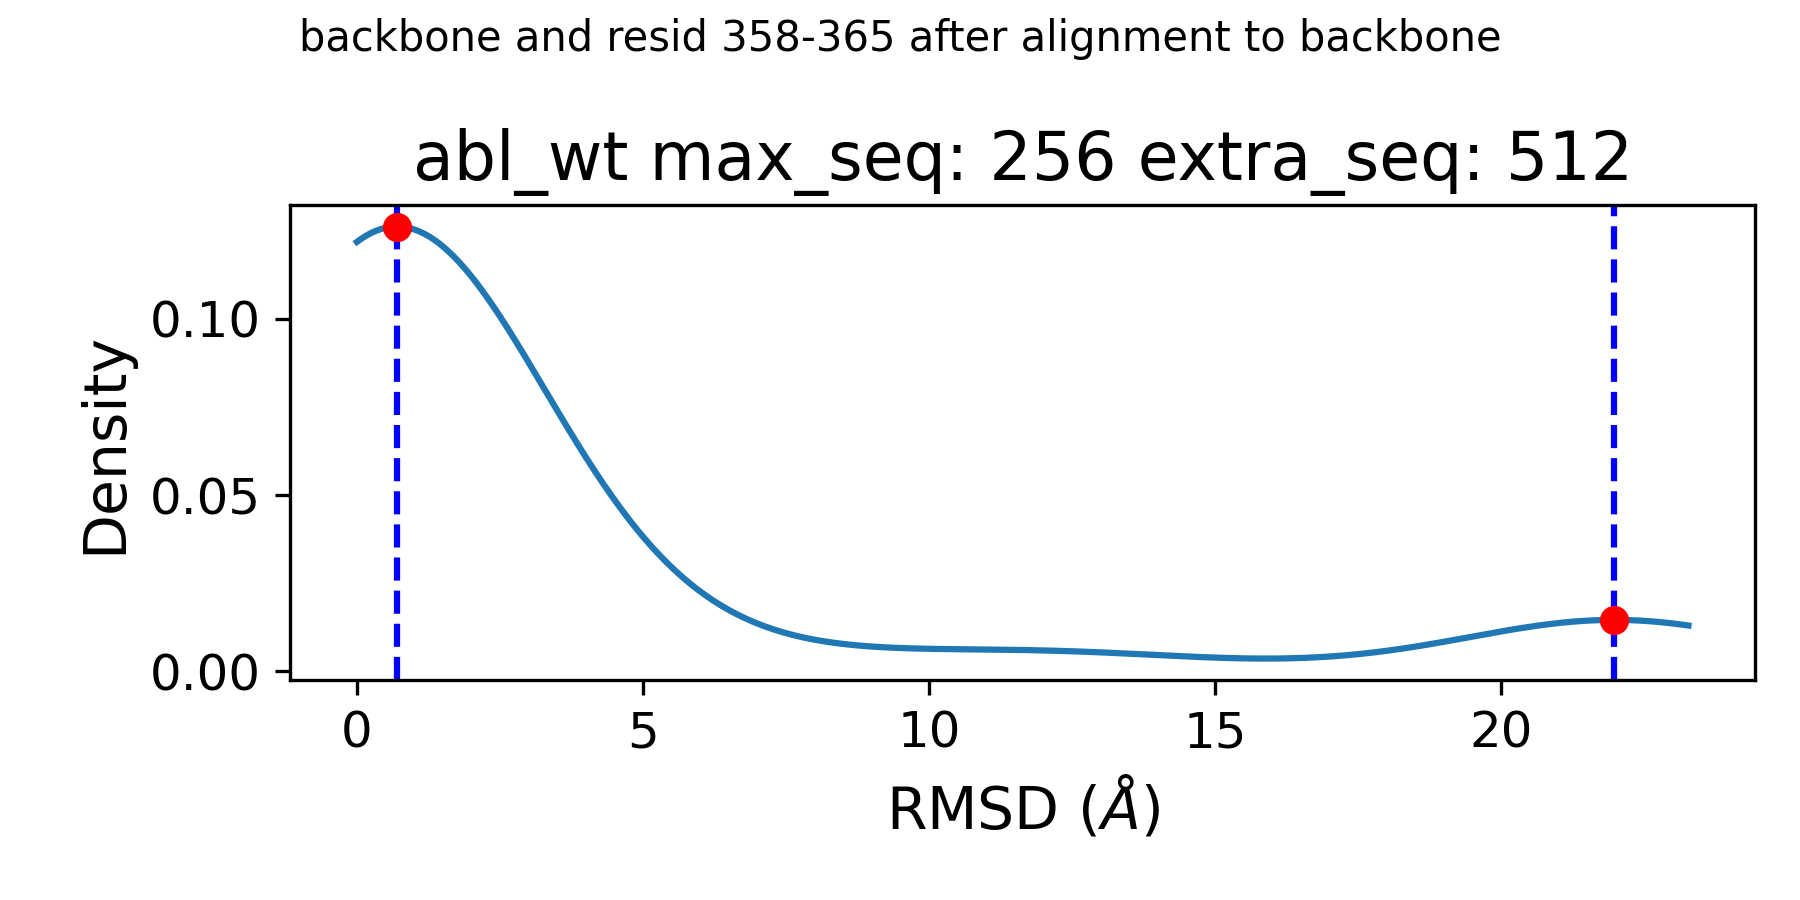 backbone and resid 358-365 after alignment to backbone
abl_wt max_seq: 256 extra_seq: 512
Density
0.10
0.05
0.00
0 5 10 15 20
RMSD (Å)